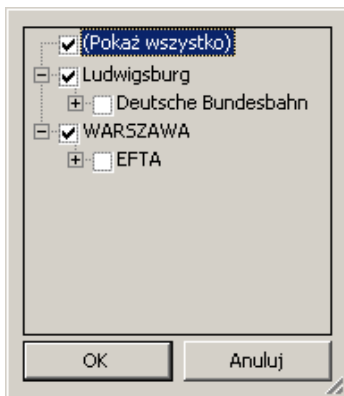 (Pokaż wszystko)
Ludwigsburg
Deutsche Bundesbahn
WARSZAWA
EFTA
OK Anuluj